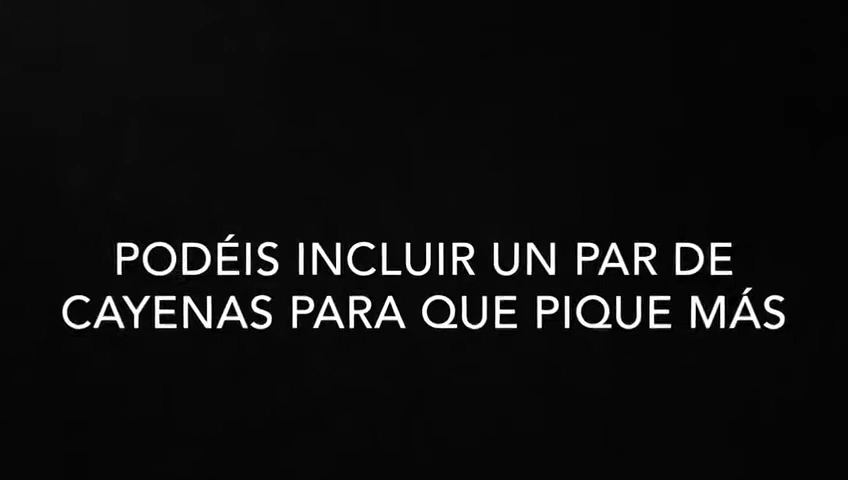 PODÉIS INCLUIR UN PAR DE
CAYENAS PARA QUE PIQUE MÁS